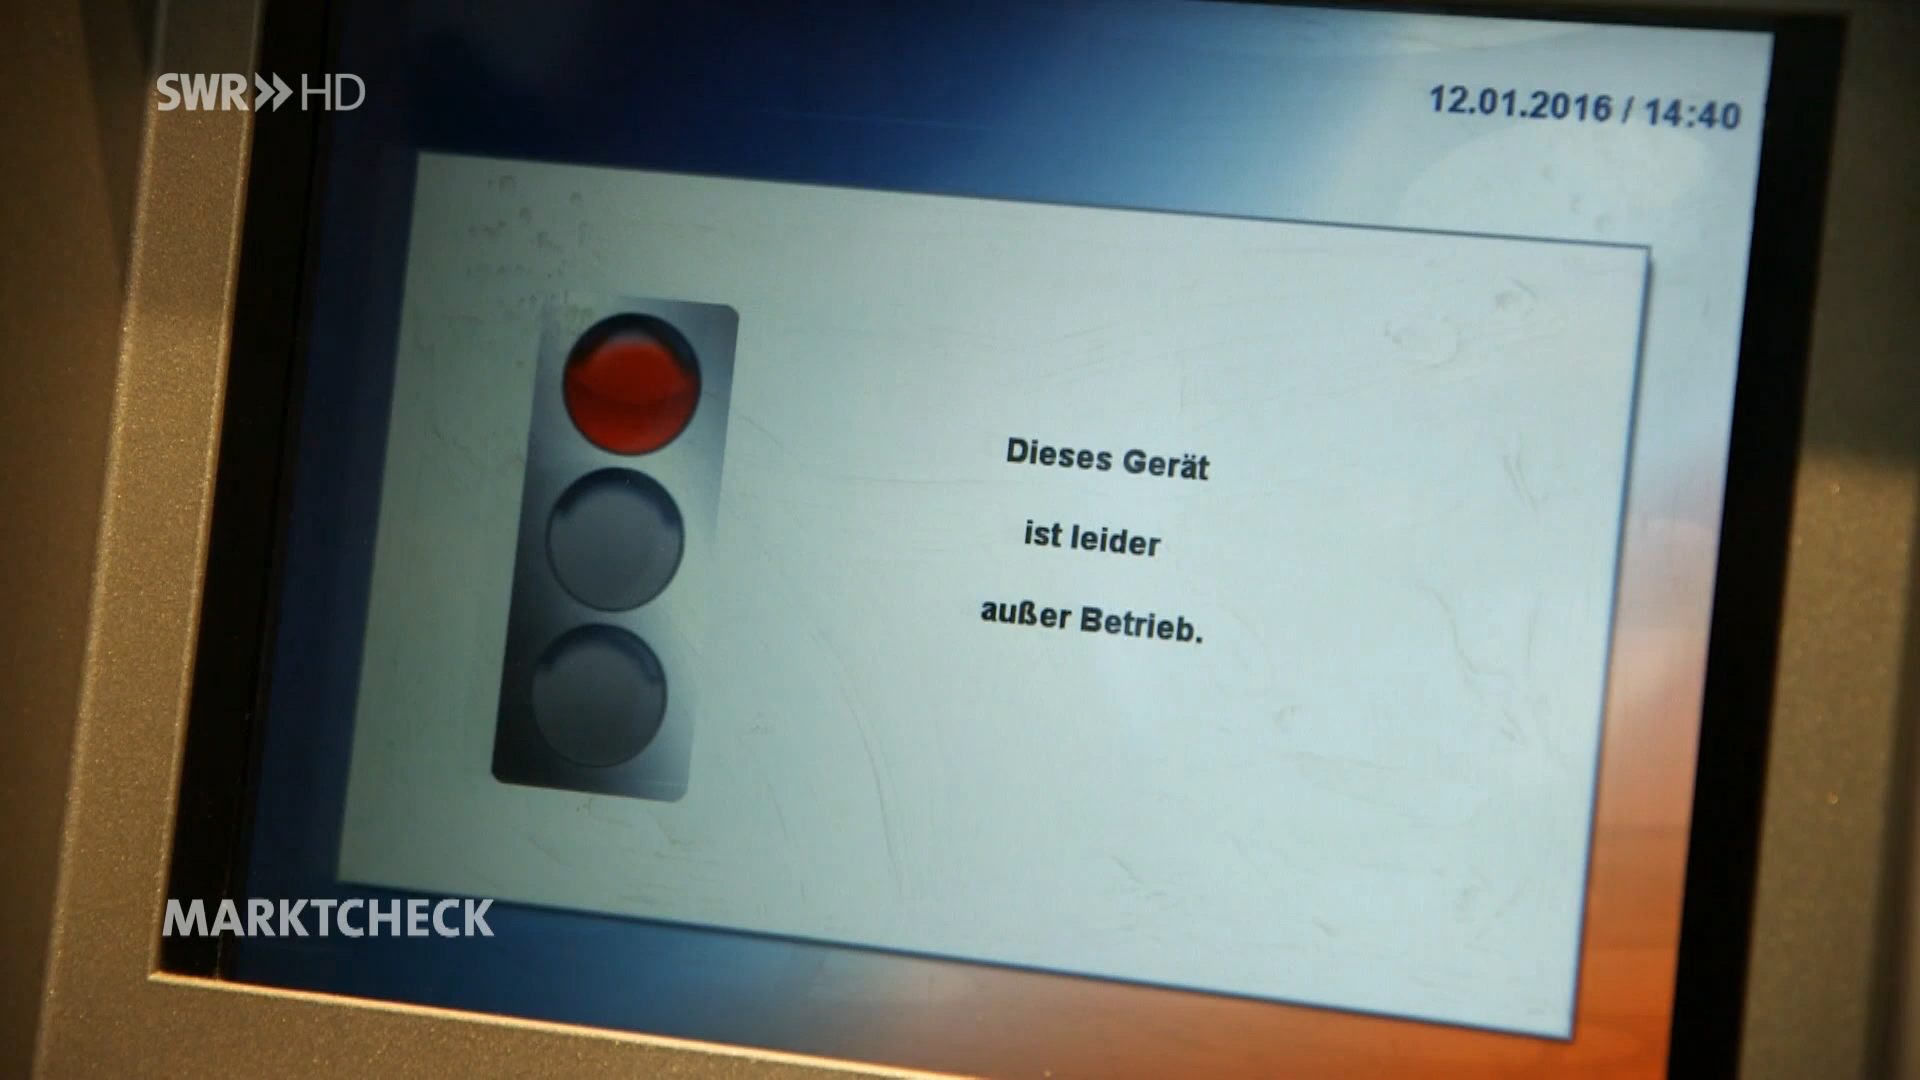 SWR»HD
12.01.2016 / 14:40
Dieses Gerät
ist leider
außer Betrieb.
MARKTCHECK